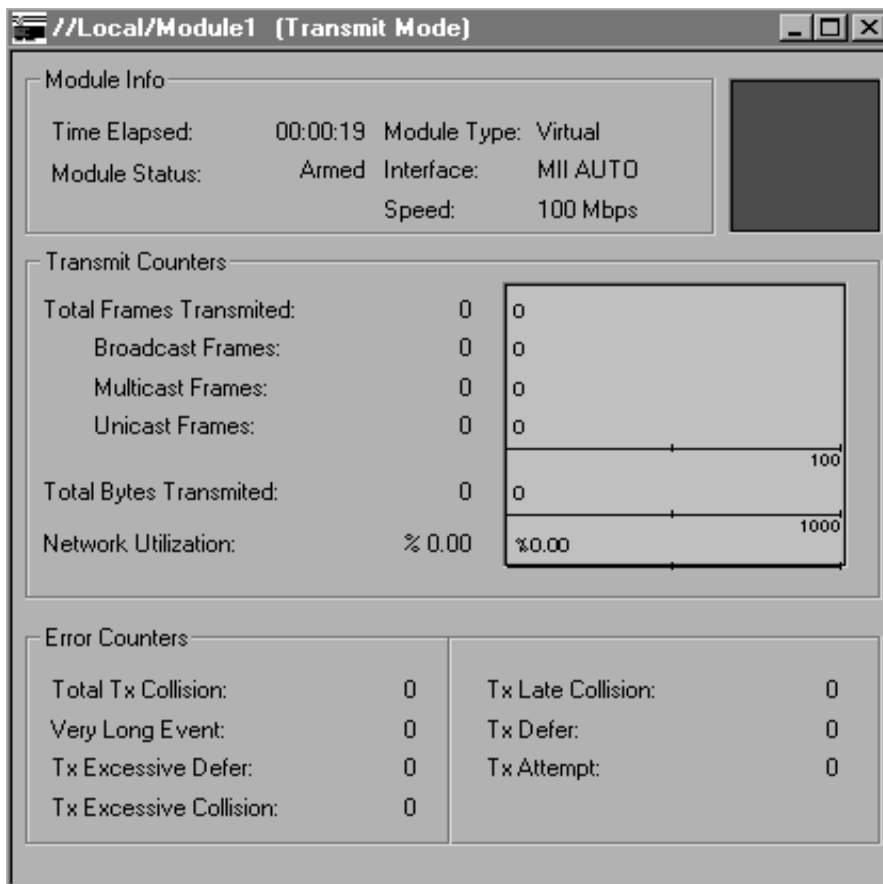 //Local/Module1 (Transmit Mode)
Module Info
Time Elapsed: 00:00:19 Module Type: Virtual
Module Status: Armed Interface: MII AUTO
Speed: 100 Mbps
Transmit Counters
Total Frames Transmited: 0 0
Broadcast Frames: 0 0
Multicast Frames: 0 0
Unicast Frames: 0 0
100
Total Bytes Transmited: 0 0
1000
Network Utilization: % 0.00 %0.00
Error Counters
Total Tx Collision: 0 Tx Late Collision: 0
Very Long Event: 0 Tx Defer: 0
Tx Excessive Defer: 0 Tx Attempt: 0
Tx Excessive Collision: 0